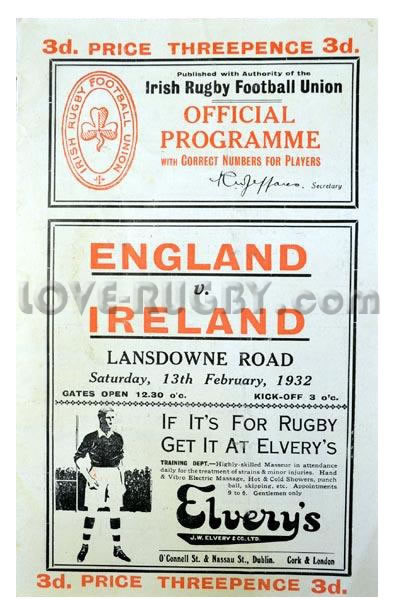 3d. PRICE THREEPENCE 3d.
IRISH RUGBY FOOTBALL UNION
Published with Authority of the
Irish Rugby Football Union
OFFICIAL
PROGRAMME
WITH CORRECT NUMBERS FOR PLAYERS
Secretary
ENGLAND
v.
LOVE-RUGBY.com
IRELAND
LANSDOWNE ROAD
Saturday, 13th February, 1932
GATES OPEN 12.30 o'c. KICK-OFF 3 o'c.
IF IT'S FOR RUGBY
GET IT AT ELVERY'S
TRAINING DEPT.—Highly-skilled Masseur in attendance
daily for the treatment of strains & minor injuries. Hand
& Vibro Electric Massage, Hot & Cold Showers, punch
ball, skipping, etc. Appointments
9 to 6. Gentlemen only
Elvery's
J.W. ELVERY & CO. LTD.
O'Connell St. & Nassau St., Dublin. Cork & London
3d. PRICE THREEPENCE 3d.